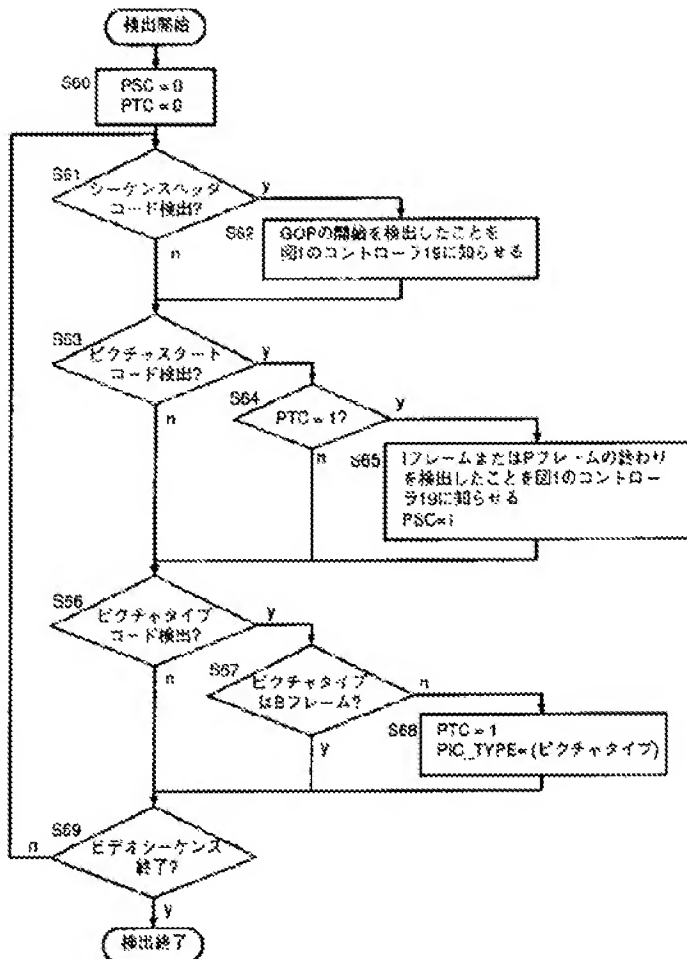 検出開始
S60
PSC=0
PTC=0
S61
シーケンスヘッダ
コード検出?
y
n
S62
GOPの開始を検出したことを
図1のコントローラ19に知らせる
S63
ピクチャスタート
コード検出?
y
n
S64
PTC=1?
y
n
S65
IフレームまたはPフレームの終わり
を検出したことを図1のコントロー
ラ19に知らせる
PSC=1
S66
ピクチャタイプ
コード検出?
y
n
S67
ピクチャタイプ
はBフレーム?
n
y
S68
PTC=1
PIC_TYPE=(ピクチャタイプ)
S69
ビデオシーケンス
終了?
n
y
検出終了